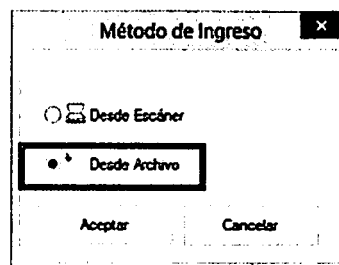 Método de Ingreso
Desde Escáner
Desde Archivo
Aceptar Cancelar